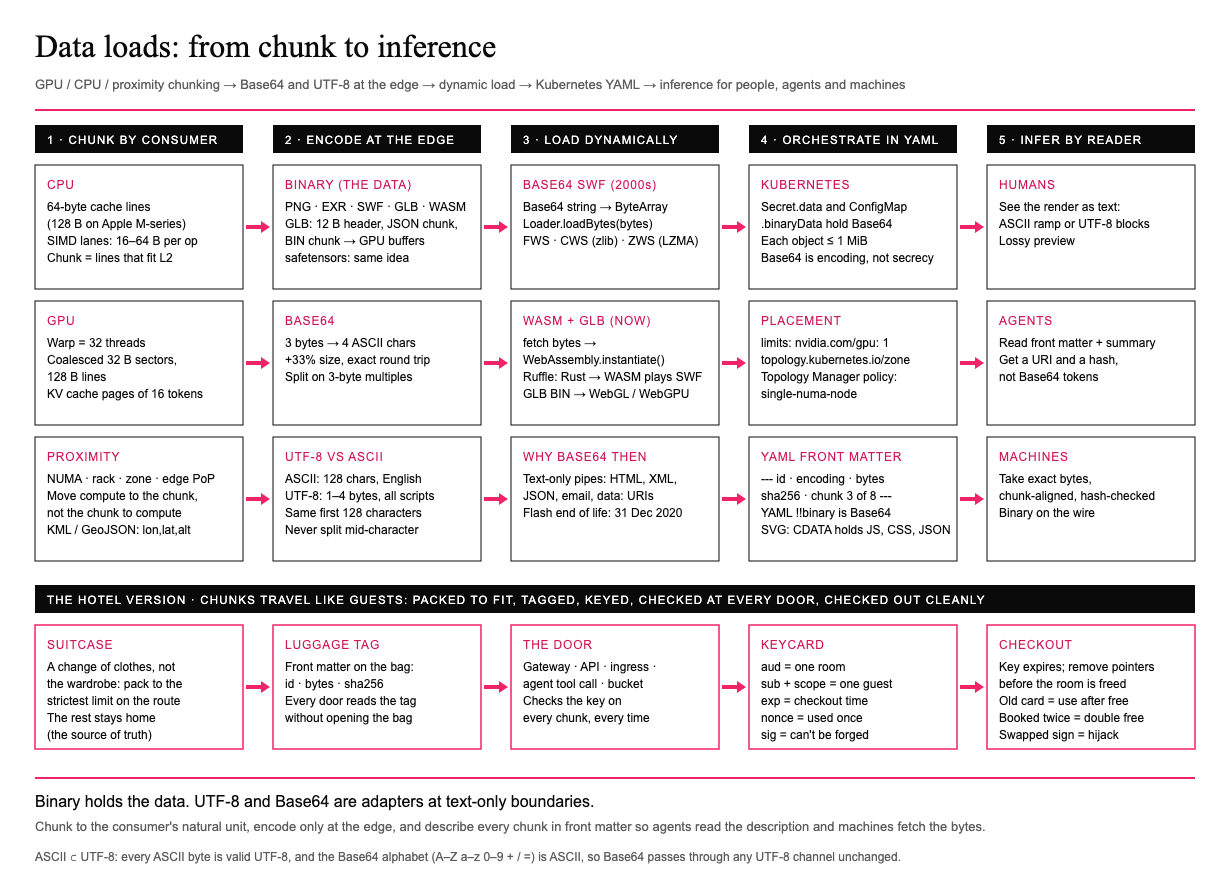 Data loads: from chunk to inference
GPU / CPU / proximity chunking → Base64 and UTF-8 at the edge → dynamic load → Kubernetes YAML → inference for people, agents and machines
1 · CHUNK BY CONSUMER
2 · ENCODE AT THE EDGE
3 · LOAD DYNAMICALLY
4 · ORCHESTRATE IN YAML
5 · INFER BY READER
CPU
64-byte cache lines
(128 B on Apple M-series)
SIMD lanes: 16–64 B per op
Chunk = lines that fit L2
BINARY (THE DATA)
PNG · EXR · SWF · GLB · WASM
GLB: 12 B header, JSON chunk,
BIN chunk → GPU buffers
safetensors: same idea
BASE64 SWF (2000s)
Base64 string → ByteArray
Loader.loadBytes(bytes)
FWS · CWS (zlib) · ZWS (LZMA)
KUBERNETES
Secret.data and ConfigMap
.binaryData hold Base64
Each object ≤ 1 MiB
Base64 is encoding, not secrecy
HUMANS
See the render as text:
ASCII ramp or UTF-8 blocks
Lossy preview
GPU
Warp = 32 threads
Coalesced 32 B sectors,
128 B lines
KV cache pages of 16 tokens
BASE64
3 bytes → 4 ASCII chars
+33% size, exact round trip
Split on 3-byte multiples
WASM + GLB (NOW)
fetch bytes →
WebAssembly.instantiate()
Ruffle: Rust → WASM plays SWF
GLB BIN → WebGL / WebGPU
PLACEMENT
limits: nvidia.com/gpu: 1
topology.kubernetes.io/zone
Topology Manager policy:
single-numa-node
AGENTS
Read front matter + summary
Get a URI and a hash,
not Base64 tokens
PROXIMITY
NUMA · rack · zone · edge PoP
Move compute to the chunk,
not the chunk to compute
KML / GeoJSON: lon,lat,alt
UTF-8 VS ASCII
ASCII: 128 chars, English
UTF-8: 1–4 bytes, all scripts
Same first 128 characters
Never split mid-character
WHY BASE64 THEN
Text-only pipes: HTML, XML,
JSON, email, data: URIs
Flash end of life: 31 Dec 2020
YAML FRONT MATTER
--- id · encoding · bytes
sha256 · chunk 3 of 8 ---
YAML !!binary is Base64
SVG: CDATA holds JS, CSS, JSON
MACHINES
Take exact bytes,
chunk-aligned, hash-checked
Binary on the wire
THE HOTEL VERSION · CHUNKS TRAVEL LIKE GUESTS: PACKED TO FIT, TAGGED, KEYED, CHECKED AT EVERY DOOR, CHECKED OUT CLEANLY
SUITCASE
A change of clothes, not
the wardrobe: pack to the
strictest limit on the route
The rest stays home
(the source of truth)
LUGGAGE TAG
Front matter on the bag:
id · bytes · sha256
Every door reads the tag
without opening the bag
THE DOOR
Gateway · API · ingress ·
agent tool call · bucket
Checks the key on
every chunk, every time
KEYCARD
aud = one room
sub + scope = one guest
exp = checkout time
nonce = used once
sig = can't be forged
CHECKOUT
Key expires; remove pointers
before the room is freed
Old card = use after free
Booked twice = double free
Swapped sign = hijack
Binary holds the data. UTF-8 and Base64 are adapters at text-only boundaries.
Chunk to the consumer's natural unit, encode only at the edge, and describe every chunk in front matter so agents read the description and machines fetch the bytes.
ASCII ⊂ UTF-8: every ASCII byte is valid UTF-8, and the Base64 alphabet (A–Z a–z 0–9 + / =) is ASCII, so Base64 passes through any UTF-8 channel unchanged.